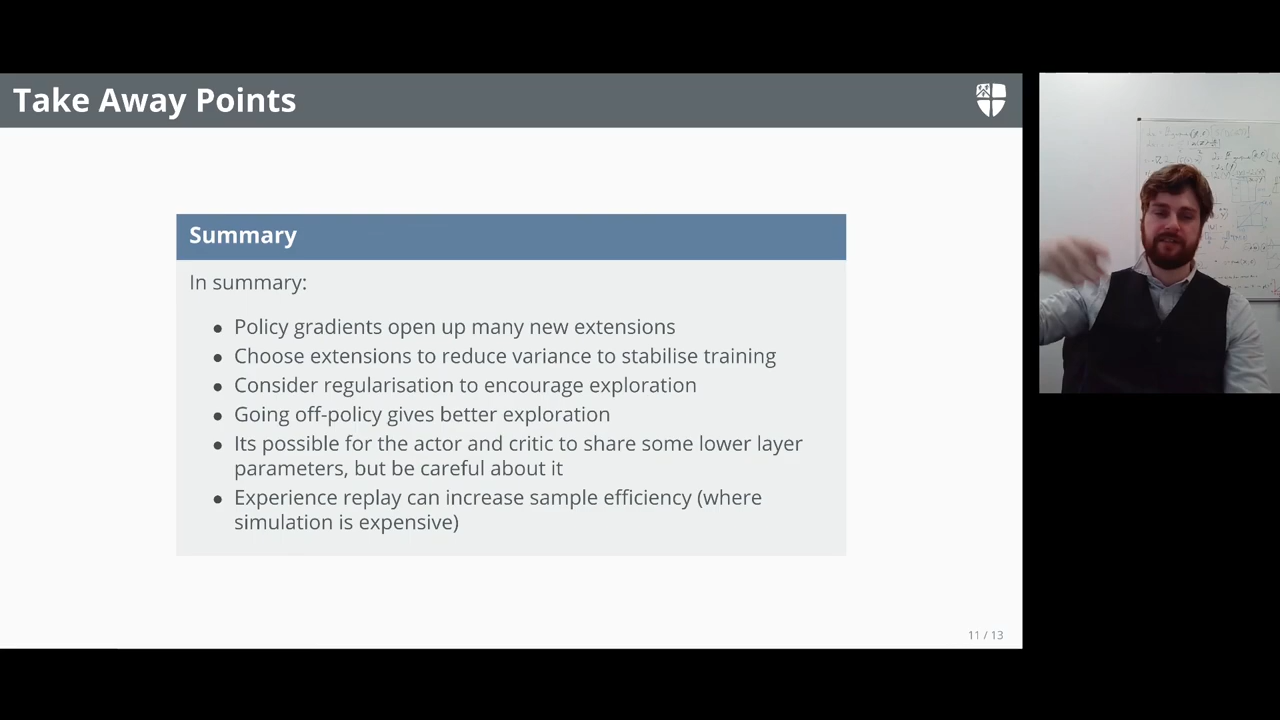 Take Away Points
Summary
In summary:
● Policy gradients open up many new extensions
● Choose extensions to reduce variance to stabilise training
● Consider regularisation to encourage exploration
● Going off-policy gives better exploration
● Its possible for the actor and critic to share some lower layer
parameters, but be careful about it
● Experience replay can increase sample efficiency (where
simulation is expensive)
11 / 13